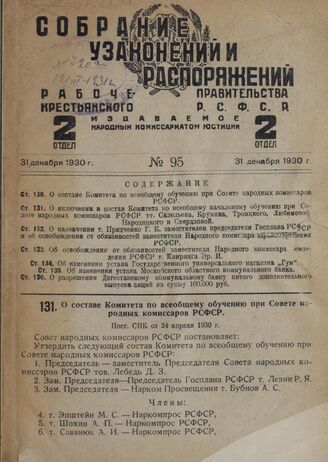 СОБРАНИЕ
УЗАКОНЕНИЙ И
РАСПОРЯЖЕНИЙ
РАБОЧЕ- ПРАВИТЕЛЬСТВА
КРЕСТЬЯНСКОГО Р.С.Ф.С.Р.
2 ИЗДАВАЕМОЕ 2
ОТДЕЛ НАРОДНЫМ КОМИССАРИАТОМ ЮСТИЦИИ ОТДЕЛ
31 декабря 1930 г. № 95 31 декабря 1930 г.
СОДЕРЖАНИЕ
Ст. 130. О составе Комитета по всеобщему обучению при Совете народных комиссаров РСФСР.
Ст. 131. О включении в состав Комитета по всеобщему начальному обучению при Совете народных комиссаров РСФСР тт. Савельева, Крупина, Троицкого, Любимовой, Народницкого и Свердловой.
Ст. 132. О назначении т. Приходько Г. К. заместителем председателя Госплана РСФСР и об освобождении от обязанностей заместителя Народного комиссара
Ст. 133. Об освобождении от обязанностей заместителя Народного комиссара земледелия РСФСР т. Квиринга Эр. И.
Ст. 134. Об изменении устава Государственного универсального магазина „Гум“.
Ст. 135. Об изменении устава Московского областного коммунального банка.
Ст. 136. О разрешении Дагестанскому коммунальному банку пятого дополнительного выпуска акций на сумму 100.000 руб.
131. О составе Комитета по всеобщему обучению при Совете народных комиссаров РСФСР.
Пост. СНК от 24 апреля 1930 г.
Совет народных комиссаров РСФСР постановляет:
Утвердить следующий состав Комитета по всеобщему обучению при
Совете народных комиссаров РСФСР:
1. Председатель—заместитель Председателя Совета народных комиссаров
РСФСР тов. Лебедь Д. З.
2. Зам. Председателя—Председатель Госплана РСФСР т. Левин Р. Я.
3. Зам. Председателя — Нарком Просвещения т. Бубнов А. С.
Члены:
4. т. Эпштейн М. С.— Наркомпрос РСФСР,
5. т. Шохин А. П.— Наркомпрос РСФСР,
6. т. Саванюк А. И.— Наркомпрос РСФСР,